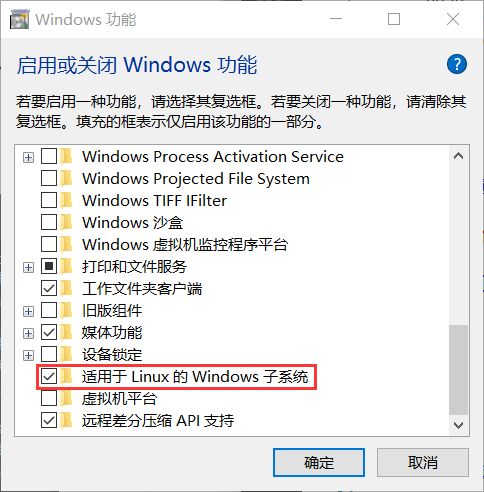 Windows 功能
启用或关闭 Windows 功能
?
若要启用一种功能，请选择其复选框。若要关闭一种功能，请清除其
复选框。填充的框表示仅启用该功能的一部分。
Windows Process Activation Service
Windows Projected File System
Windows TIFF IFilter
Windows 沙盒
Windows 虚拟机监控程序平台
打印和文件服务
工作文件夹客户端
旧版组件
媒体功能
设备锁定
适用于 Linux 的 Windows 子系统
虚拟机平台
远程差分压缩 API 支持
确定
取消